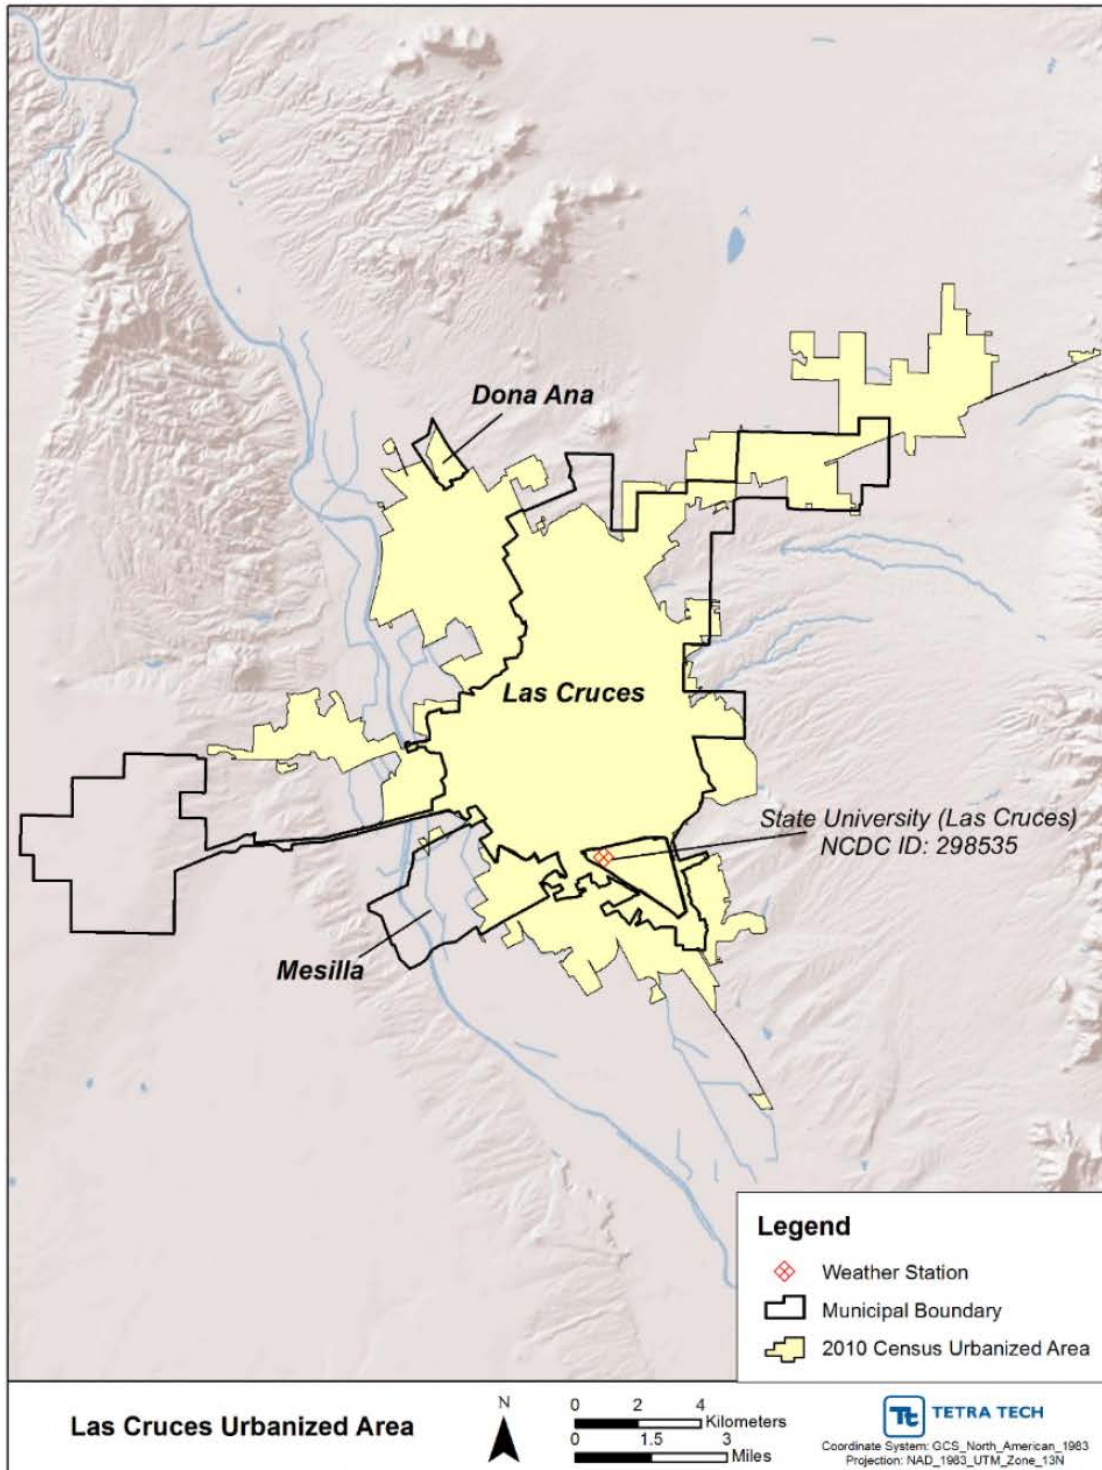 Dona Ana
Las Cruces
State University (Las Cruces)
NCDC ID: 298535
Mesilla
Legend
Weather Station
Municipal Boundary
2010 Census Urbanized Area
Las Cruces Urbanized Area
N
0 2 4
Kilometers
0 1.5 3
Miles
Tt TETRA TECH
Coordinate System: GCS_North_American_1983
Projection: NAD_1983_UTM_Zone_13N